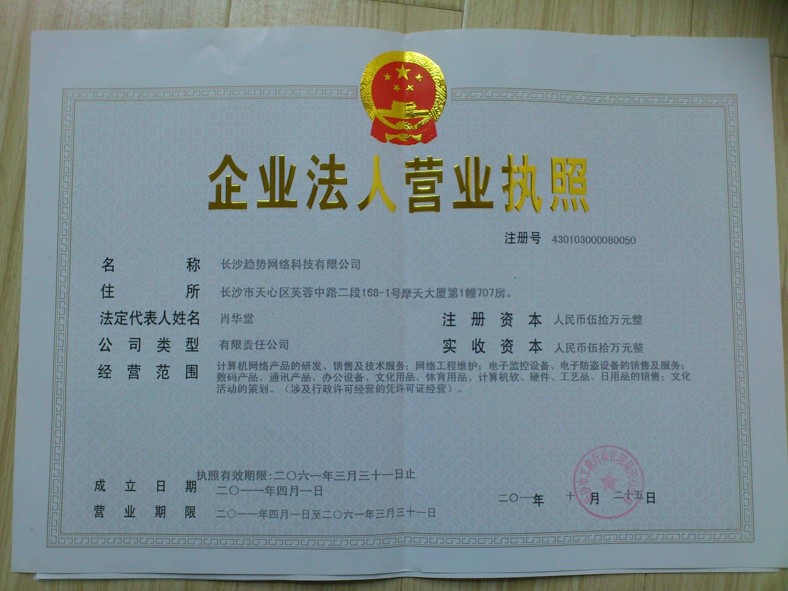 企业法人营业执照
注册号 430103000080050
名称 长沙趋势网络科技有限公司
住所 长沙市天心区芙蓉中路二段168-1号摩天大厦第1幢707房。
法定代表人姓名 肖华堂 注册资本 人民币伍拾万元整
公司类型 有限责任公司 实收资本 人民币伍拾万元整
经营范围 计算机网络产品的研发、销售及技术服务；网络工程维护；电子监控设备、电子防盗设备的销售及服务；
数码产品、通讯产品、办公设备、文化用品、体育用品、计算机软、硬件、工艺品、日用品的销售；文化
活动的策划。（涉及行政许可经营的凭许可证经营）。
执照有效期限:二〇六一年三月三十一日止
成立日期 二〇一一年四月一日
二〇一一年 十 月 二十五日
营业期限 二〇一一年四月一日至二〇六一年三月三十一日